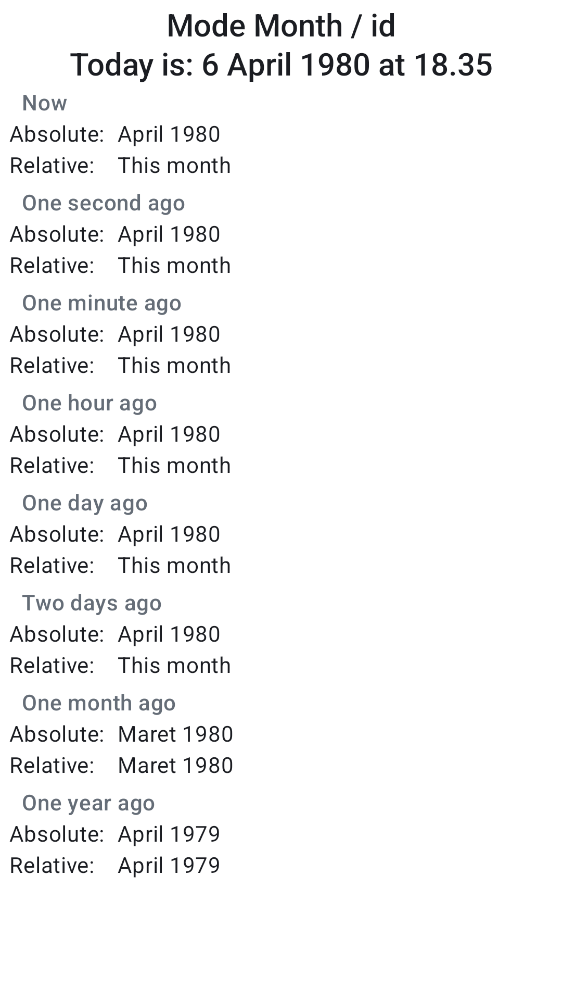 Mode Month / id
Today is: 6 April 1980 at 18.35
Now
Absolute: April 1980
Relative: This month
One second ago
Absolute: April 1980
Relative: This month
One minute ago
Absolute: April 1980
Relative: This month
One hour ago
Absolute: April 1980
Relative: This month
One day ago
Absolute: April 1980
Relative: This month
Two days ago
Absolute: April 1980
Relative: This month
One month ago
Absolute: Maret 1980
Relative: Maret 1980
One year ago
Absolute: April 1979
Relative: April 1979